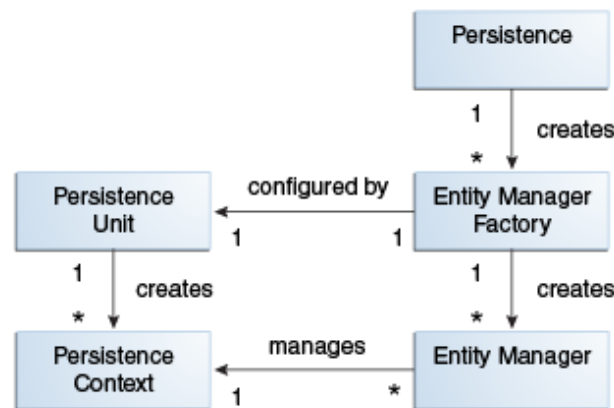 Persistence
1
creates
*
Persistence
Unit
configured by
Entity Manager
Factory
1
1
1
creates
*
1
creates
*
Persistence
Context
manages
Entity Manager
1
*